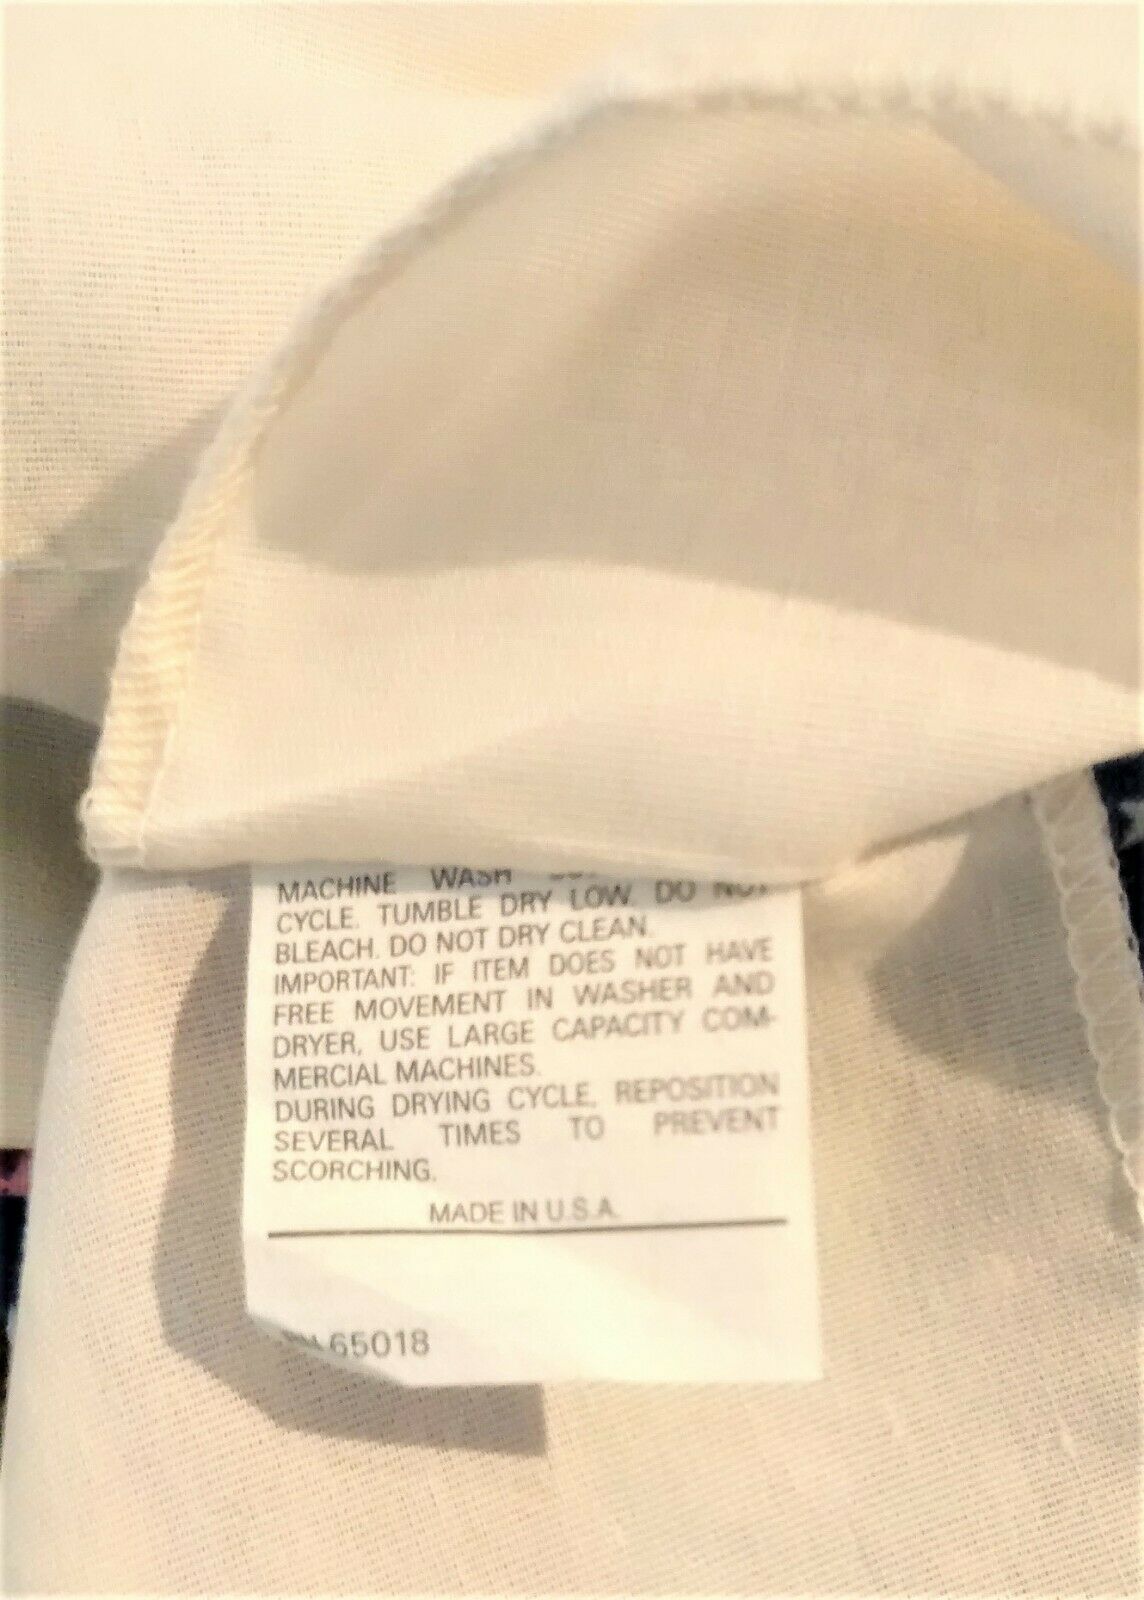 MACHINE WASH
CYCLE. TUMBLE DRY LOW. DO NOT
BLEACH. DO NOT DRY CLEAN.
IMPORTANT: IF ITEM DOES NOT HAVE
FREE MOVEMENT IN WASHER AND
DRYER, USE LARGE CAPACITY COM-
MERCIAL MACHINES.
DURING DRYING CYCLE, REPOSITION
SEVERAL TIMES TO PREVENT
SCORCHING.
MADE IN U.S.A.
65018